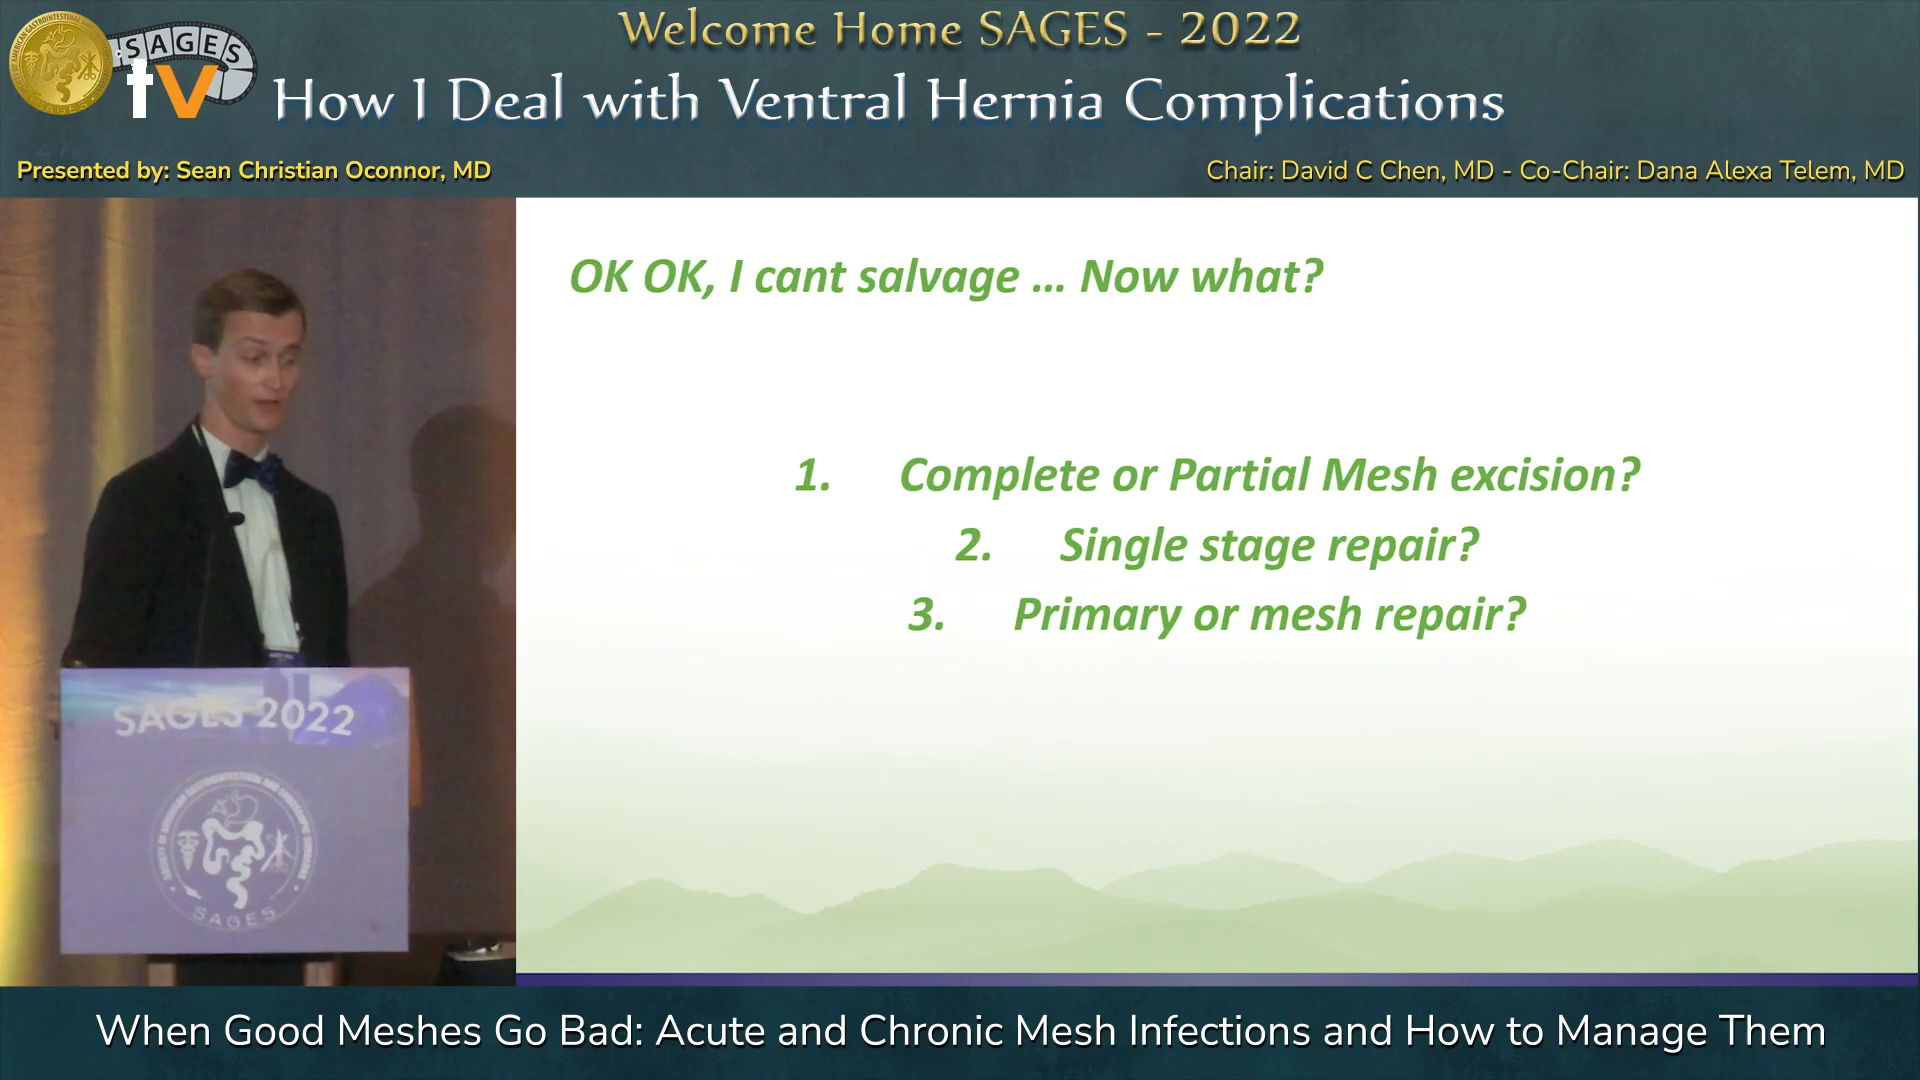 Welcome Home SAGES - 2022
SAGES
tv
How I Deal with Ventral Hernia Complications
Presented by: Sean Christian Oconnor, MD
Chair: David C Chen, MD - Co-Chair: Dana Alexa Telem, MD
OK OK, I cant salvage ... Now what?
1. Complete or Partial Mesh excision?
2. Single stage repair?
3. Primary or mesh repair?
SAGES 2022
SAGES
When Good Meshes Go Bad: Acute and Chronic Mesh Infections and How to Manage Them